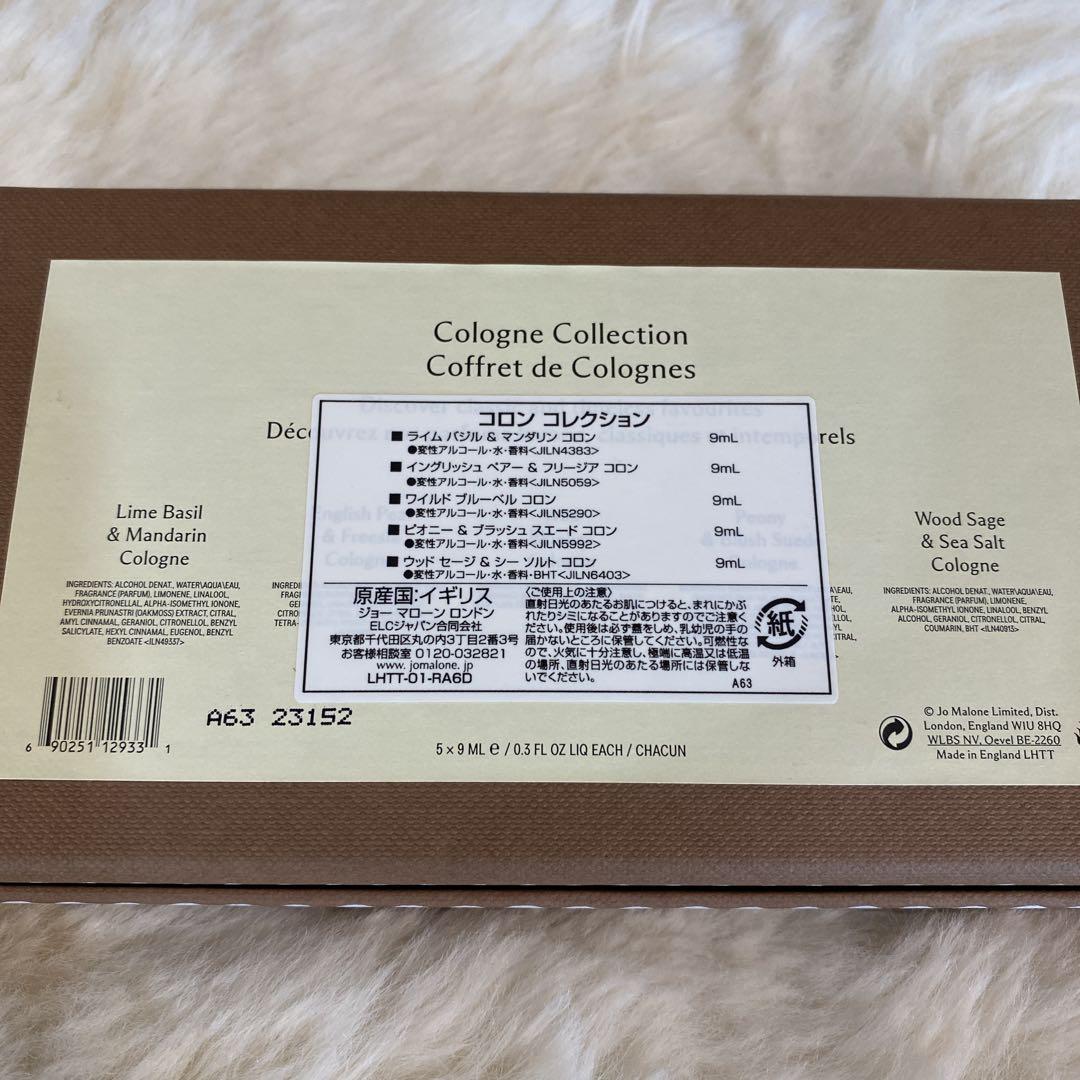 Cologne Collection
Coffret de Colognes
Discover classic and timeless favourites
コロン コレクション
■ ライム バジル & マンダリン コロン 9mL
●変性アルコール・水・香料<JILN4383>
■ イングリッシュ ペアー & フリージア コロン 9mL
●変性アルコール・水・香料<JILN5059>
■ ワイルド ブルーベル コロン 9mL
●変性アルコール・水・香料<JILN5290>
■ ピオニー & ブラッシュ スエード コロン 9mL
●変性アルコール・水・香料<JILN5992>
■ ウッド セージ & シー ソルト コロン 9mL
●変性アルコール・水・香料・BHT<JILN6403>
原産国:イギリス
ジョー マローン ロンドン
ELCジャパン合同会社
東京都千代田区丸の内3丁目2番3号
お客様相談室 0120-032821
www.jomalone.jp
LHTT-01-RA6D
〈ご使用上の注意〉
直射日光のあたるお肌につけると、まれにかぶ
れたりシミになることがありますのでご注意く
ださい。使用後は必ず蓋をしめ、乳幼児の手の
届かないところに保管してください。可燃性な
ので、火気に十分注意し、極端に高温又は低温
の場所、直射日光のあたる場所には保管しな
いでください。
紙
外箱
A63
Lime Basil
& Mandarin
Cologne
INGREDIENTS: ALCOHOL DENAT., WATER\AQUA\EAU,
FRAGRANCE (PARFUM), LIMONENE, LINALOOL,
HYDROXYCITRONELLAL, ALPHA-ISOMETHYL IONONE,
EVERNIA PRUNASTRI (OAKMOSS) EXTRACT, CITRAL,
AMYL CINNAMAL, GERANIOL, CITRONELLOL, BENZYL
SALICYLATE, HEXYL CINNAMAL, EUGENOL, BENZYL
BENZOATE <ILN49337>
Peony
& Blush Suede
Cologne
Wood Sage
& Sea Salt
Cologne
INGREDIENTS: ALCOHOL DENAT., WATER\AQUA\EAU,
FRAGRANCE (PARFUM), LIMONENE,
ALPHA-ISOMETHYL IONONE, LINALOOL, BENZYL
ALCOHOL, GERANIOL, CITRONELLOL, CITRAL,
COUMARIN, BHT <ILN40913>
6 90251 12933 1
A63 23152
5 × 9 ML ℮ / 0.3 FL OZ LIQ EACH / CHACUN
© Jo Malone Limited, Dist.
London, England W1U 8HQ
WLBS NV, Oevel BE-2260
Made in England LHTT